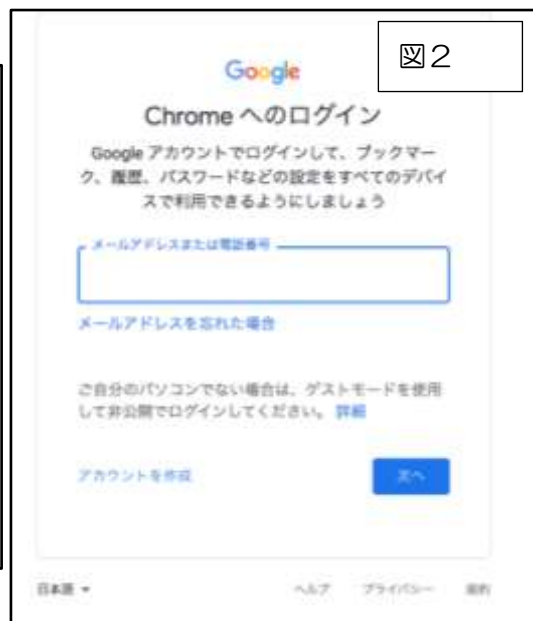 図2
Google
Chrome へのログイン
Google アカウントでログインして、ブックマー
ク、履歴、パスワードなどの設定をすべてのデバイ
スで利用できるようにしましょう
メールアドレスまたは電話番号
メールアドレスを忘れた場合
ご自分のパソコンでない場合は、ゲストモードを使用
して非公開でログインしてください。 詳細
アカウントを作成
次へ
日本語
ヘルプ プライバシー 規約